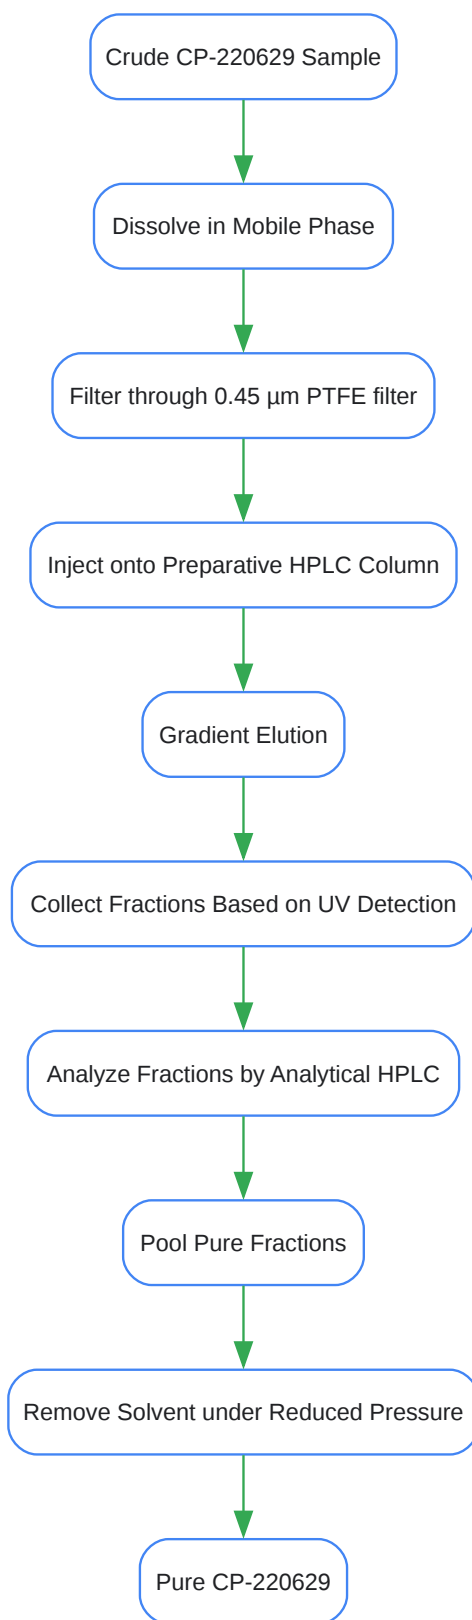 Crude CP-220629 Sample
Dissolve in Mobile Phase
Filter through 0.45 µm PTFE filter
Inject onto Preparative HPLC Column
Gradient Elution
Collect Fractions Based on UV Detection
Analyze Fractions by Analytical HPLC
Pool Pure Fractions
Remove Solvent under Reduced Pressure
Pure CP-220629